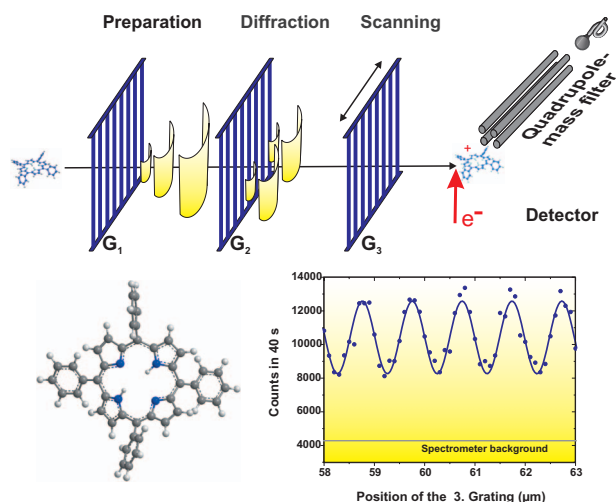 Preparation
Diffraction
Scanning
Quadrupole-
mass filter
G1
G2
G3
+
e-
Detector
Counts in 40 s
14000
12000
10000
8000
6000
4000
Spectrometer background
58 59 60 61 62 63
Position of the 3. Grating (µm)